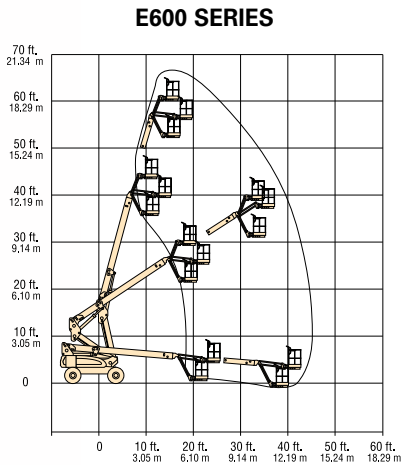 E600 SERIES
70 ft.
21.34 m
60 ft.
18.29 m
50 ft.
15.24 m
40 ft.
12.19 m
30 ft.
9,14 m
20 ft.
6,10 m
10 ft.
3.05 m
0
0 10 ft. 20 ft. 30 ft. 40 ft. 50 ft. 60 ft.
3.05 m 6,10 m 9,14 m 12,19 m 15,24 m 18,29 m